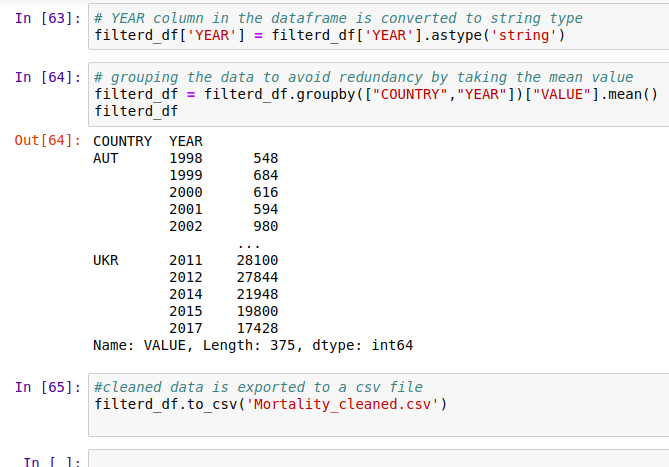 In [63]: # YEAR column in the dataframe is converted to string type
filterd_df['YEAR'] = filterd_df['YEAR'].astype('string')
In [64]: # grouping the data to avoid redundancy by taking the mean value
filterd_df = filterd_df.groupby(["COUNTRY","YEAR"])["VALUE"].mean()
filterd_df
Out[64]: COUNTRY  YEAR
AUT      1998      548
         1999      684
         2000      616
         2001      594
         2002      980
                 ...
UKR      2011    28100
         2012    27844
         2014    21948
         2015    19800
         2017    17428
Name: VALUE, Length: 375, dtype: int64
In [65]: #cleaned data is exported to a csv file
filterd_df.to_csv('Mortality_cleaned.csv')
In [ ]: